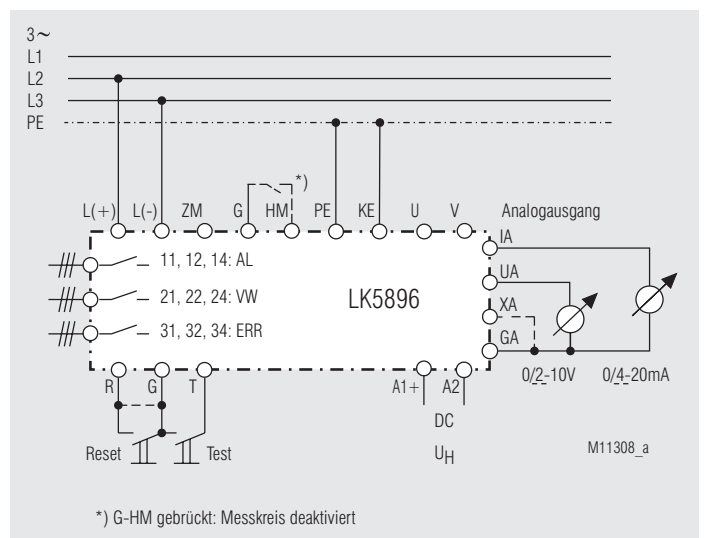 3~
L1
L2
L3
PE
*)
L(+) L(-) ZM G HM PE KE U V Analogausgang
IA
11, 12, 14: AL
UA
21, 22, 24: VW LK5896
XA
31, 32, 34: ERR
GA
0/2-10V 0/4-20mA
R G T A1+ A2
DC
Reset Test UH M11308_a
*) G-HM gebrückt: Messkreis deaktiviert